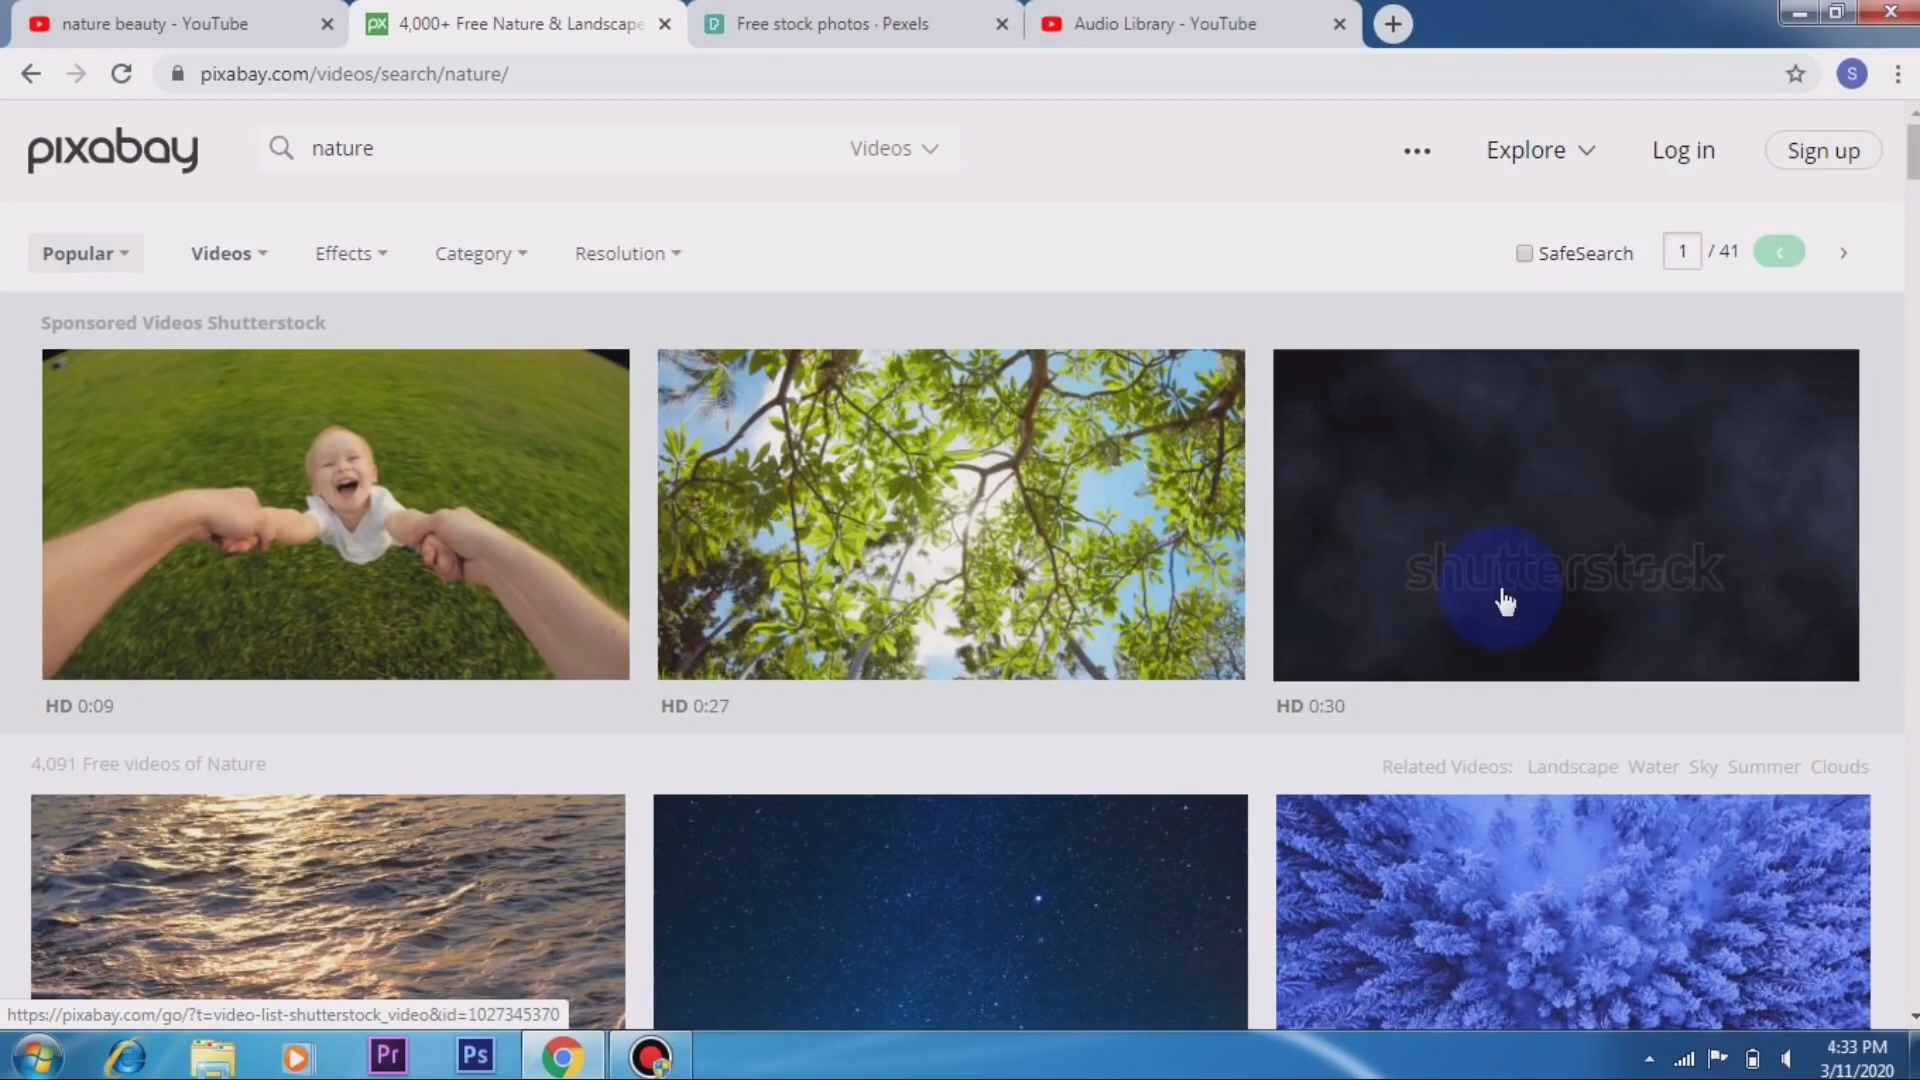 nature beauty - YouTube
4,000+ Free Nature & Landscape
Free stock photos · Pexels
Audio Library - YouTube
pixabay.com/videos/search/nature/
S
pixabay
nature
Videos
Explore
Log in
Sign up
Popular
Videos
Effects
Category
Resolution
SafeSearch
1 / 41
Sponsored Videos Shutterstock
shutterstock
HD 0:09
HD 0:27
HD 0:30
4,091 Free videos of Nature
Related Videos: Landscape Water Sky Summer Clouds
https://pixabay.com/go/?t=video-list-shutterstock_video&id=1027345370
Pr
Ps
4:33 PM
3/11/2020